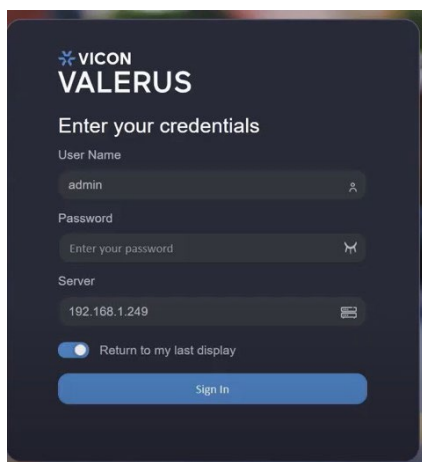 VICON
VALERUS
Enter your credentials
User Name
admin
Password
Enter your password
Server
192.168.1.249
Return to my last display
Sign In